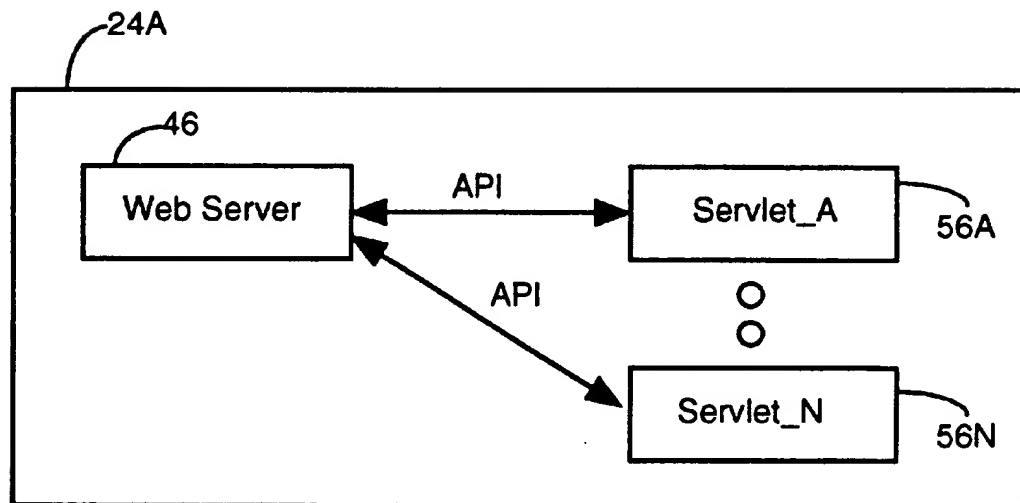 24A
46
Web Server
API
Servlet_A
56A
API
Servlet_N
56N